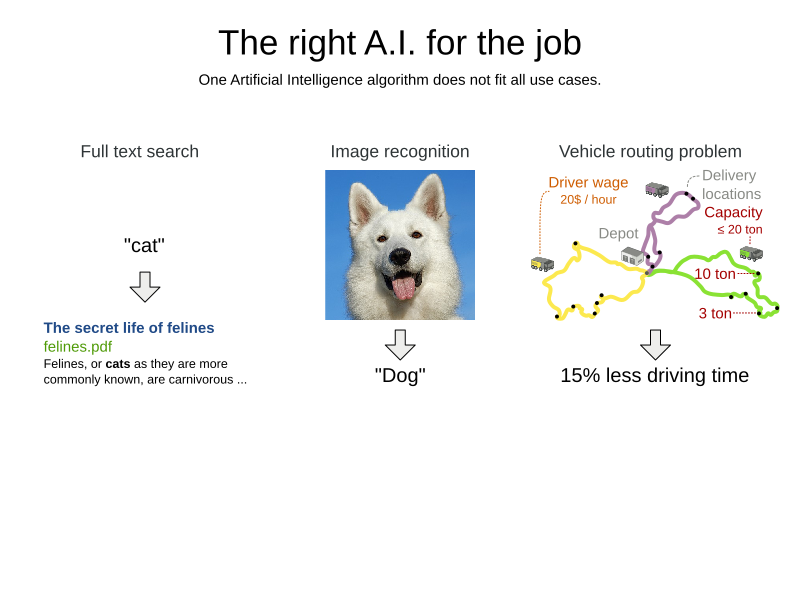 The right A.I. for the job
One Artificial Intelligence algorithm does not fit all use cases.
Full text search
"cat"
The secret life of felines
felines.pdf
Felines, or cats as they are more
commonly known, are carnivorous ...
Image recognition
"Dog"
Vehicle routing problem
Driver wage
20$ / hour
Delivery
locations
Capacity
≤ 20 ton
Depot
10 ton
3 ton
15% less driving time